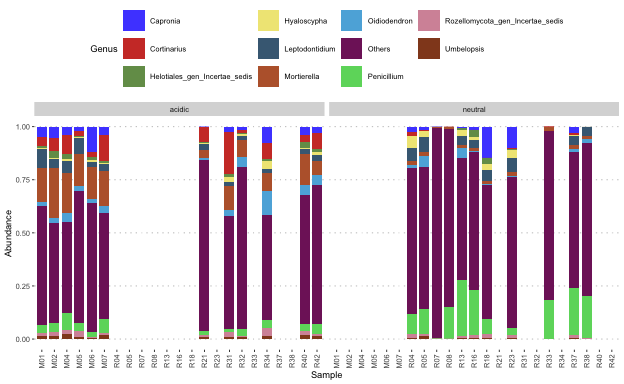 Genus
Capronia
Cortinarius
Helotiales_gen_Incertae_sedis
Hyaloscypha
Leptodontidium
Mortierella
Oidiodendron
Others
Penicillium
Rozellomycota_gen_Incertae_sedis
Umbelopsis
acidic
neutral
Abundance
1.00
0.75
0.50
0.25
0.00
M01 M02 M04 M05 M06 M07 R04 R05 R07 R08 R13 R16 R18 R21 R23 R31 R32 R33 R34 R37 R38 R40 R42
M01 M02 M04 M05 M06 M07 R04 R05 R07 R08 R13 R16 R18 R21 R23 R31 R32 R33 R34 R37 R38 R40 R42
Sample